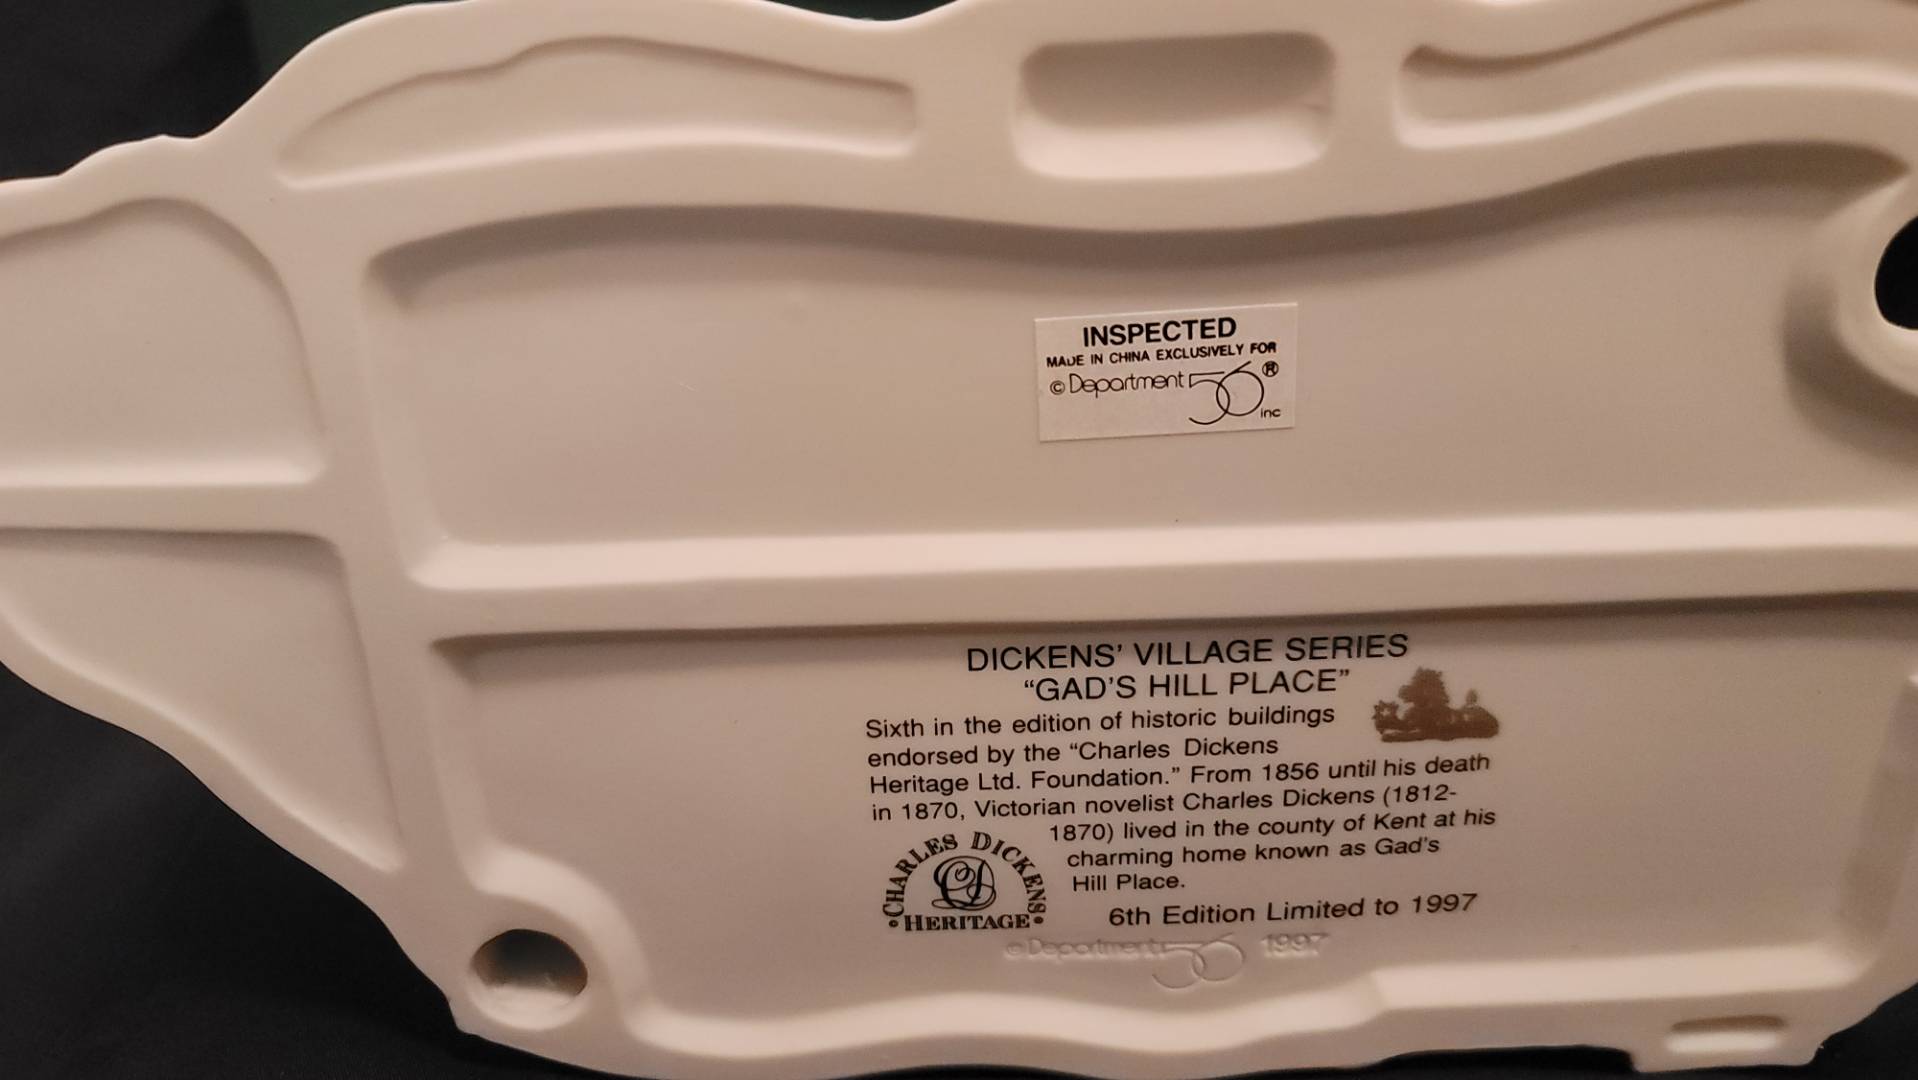 INSPECTED
MADE IN CHINA EXCLUSIVELY FOR
© Department 56 ®
inc
DICKENS' VILLAGE SERIES
“GAD'S HILL PLACE”
Sixth in the edition of historic buildings
endorsed by the “Charles Dickens
Heritage Ltd. Foundation.” From 1856 until his death
in 1870, Victorian novelist Charles Dickens (1812-
1870) lived in the county of Kent at his
charming home known as Gad's
Hill Place.
CHARLES DICKENS
CD
•HERITAGE•
6th Edition Limited to 1997
© Department 56 1997